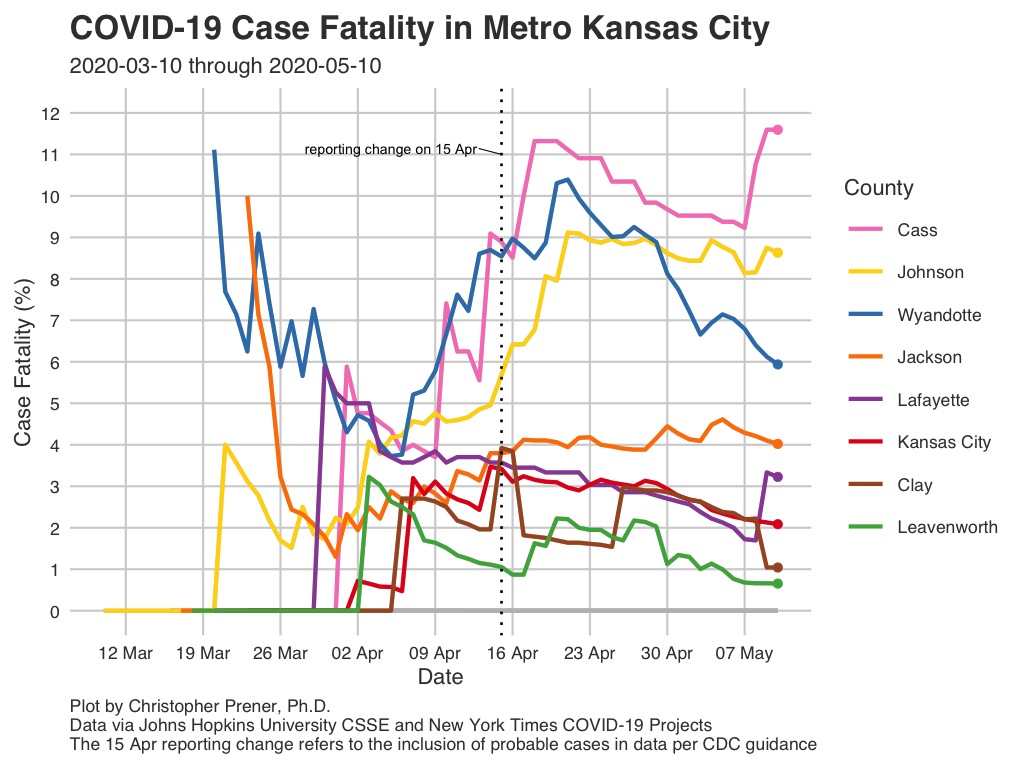 COVID-19 Case Fatality in Metro Kansas City
2020-03-10 through 2020-05-10
Case Fatality (%)
12
11
10
9
8
7
6
5
4
3
2
1
0
reporting change on 15 Apr
12 Mar 19 Mar 26 Mar 02 Apr 09 Apr 16 Apr 23 Apr 30 Apr 07 May
Date
County
Cass
Johnson
Wyandotte
Jackson
Lafayette
Kansas City
Clay
Leavenworth
Plot by Christopher Prener, Ph.D.
Data via Johns Hopkins University CSSE and New York Times COVID-19 Projects
The 15 Apr reporting change refers to the inclusion of probable cases in data per CDC guidance